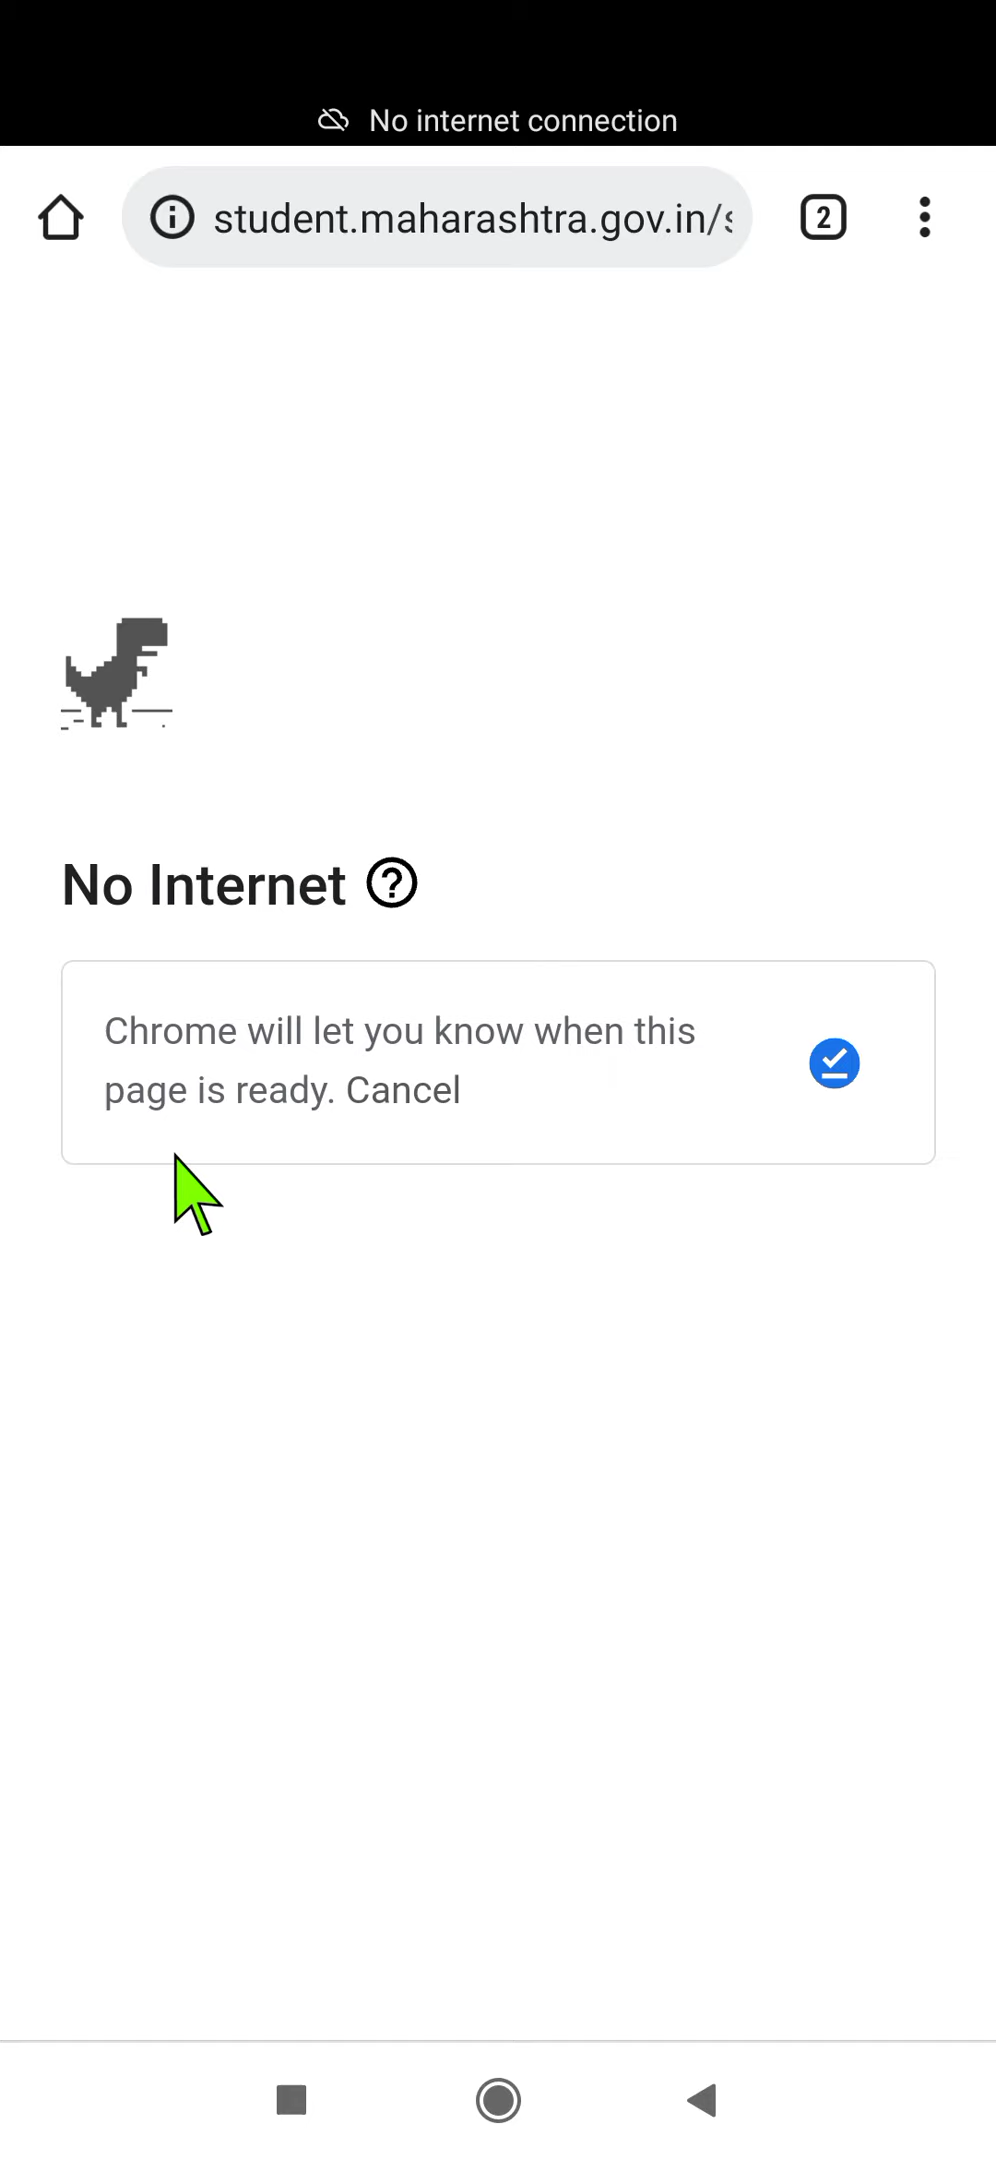 No internet connection
student.maharashtra.gov.in/
2
No Internet
Chrome will let you know when this
page is ready. Cancel